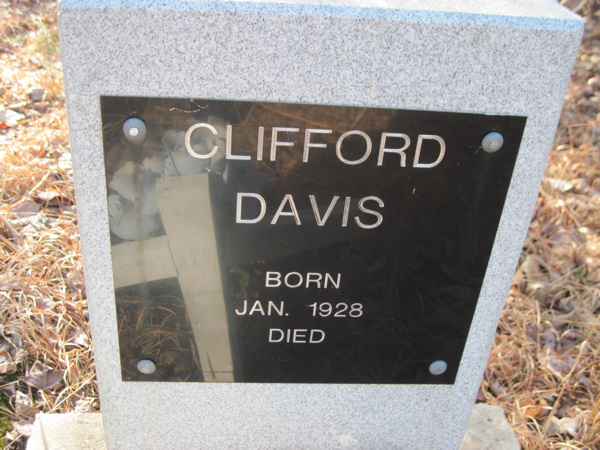 CLIFFORD
DAVIS
BORN
JAN. 1928
DIED